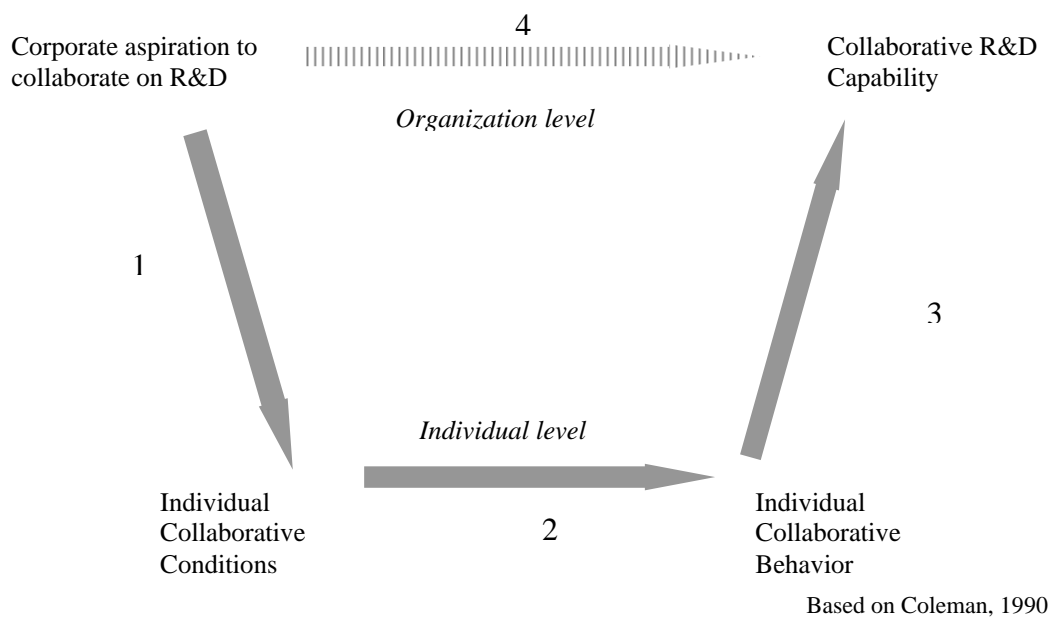 4
Corporate aspiration to
collaborate on R&D
Collaborative R&D
Capability
Organization level
1
3
Individual level
Individual
Collaborative
Conditions
2
Individual
Collaborative
Behavior
Based on Coleman, 1990